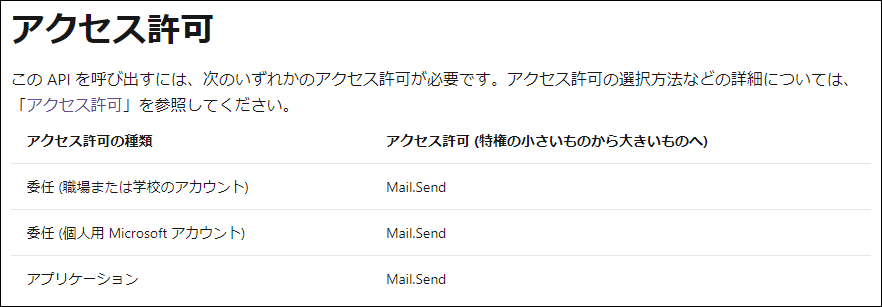 アクセス許可
この API を呼び出すには、次のいずれかのアクセス許可が必要です。アクセス許可の選択方法などの詳細については、
「アクセス許可」を参照してください。
アクセス許可の種類 アクセス許可 (特権の小さいものから大きいものへ)
委任 (職場または学校のアカウント) Mail.Send
委任 (個人用 Microsoft アカウント) Mail.Send
アプリケーション Mail.Send